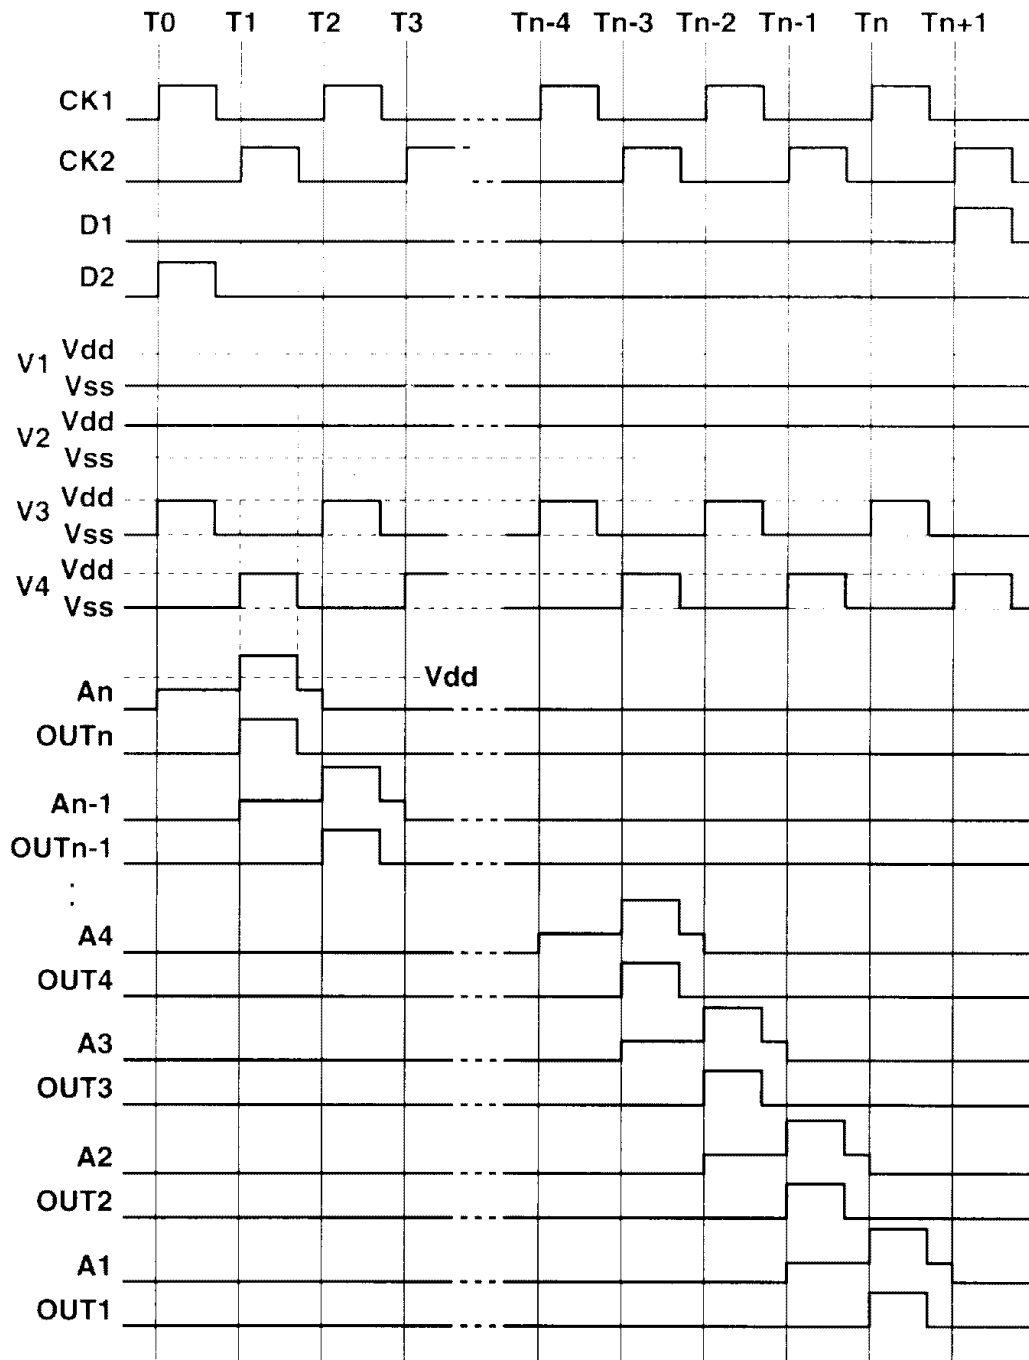 T0 T1 T2 T3 Tn-4 Tn-3 Tn-2 Tn-1 Tn Tn+1
CK1
CK2
D1
D2
V1 Vdd
Vss
V2 Vdd
Vss
V3 Vdd
Vss
V4 Vdd
Vss
An Vdd
OUTn
An-1
OUTn-1
:
A4
OUT4
A3
OUT3
A2
OUT2
A1
OUT1